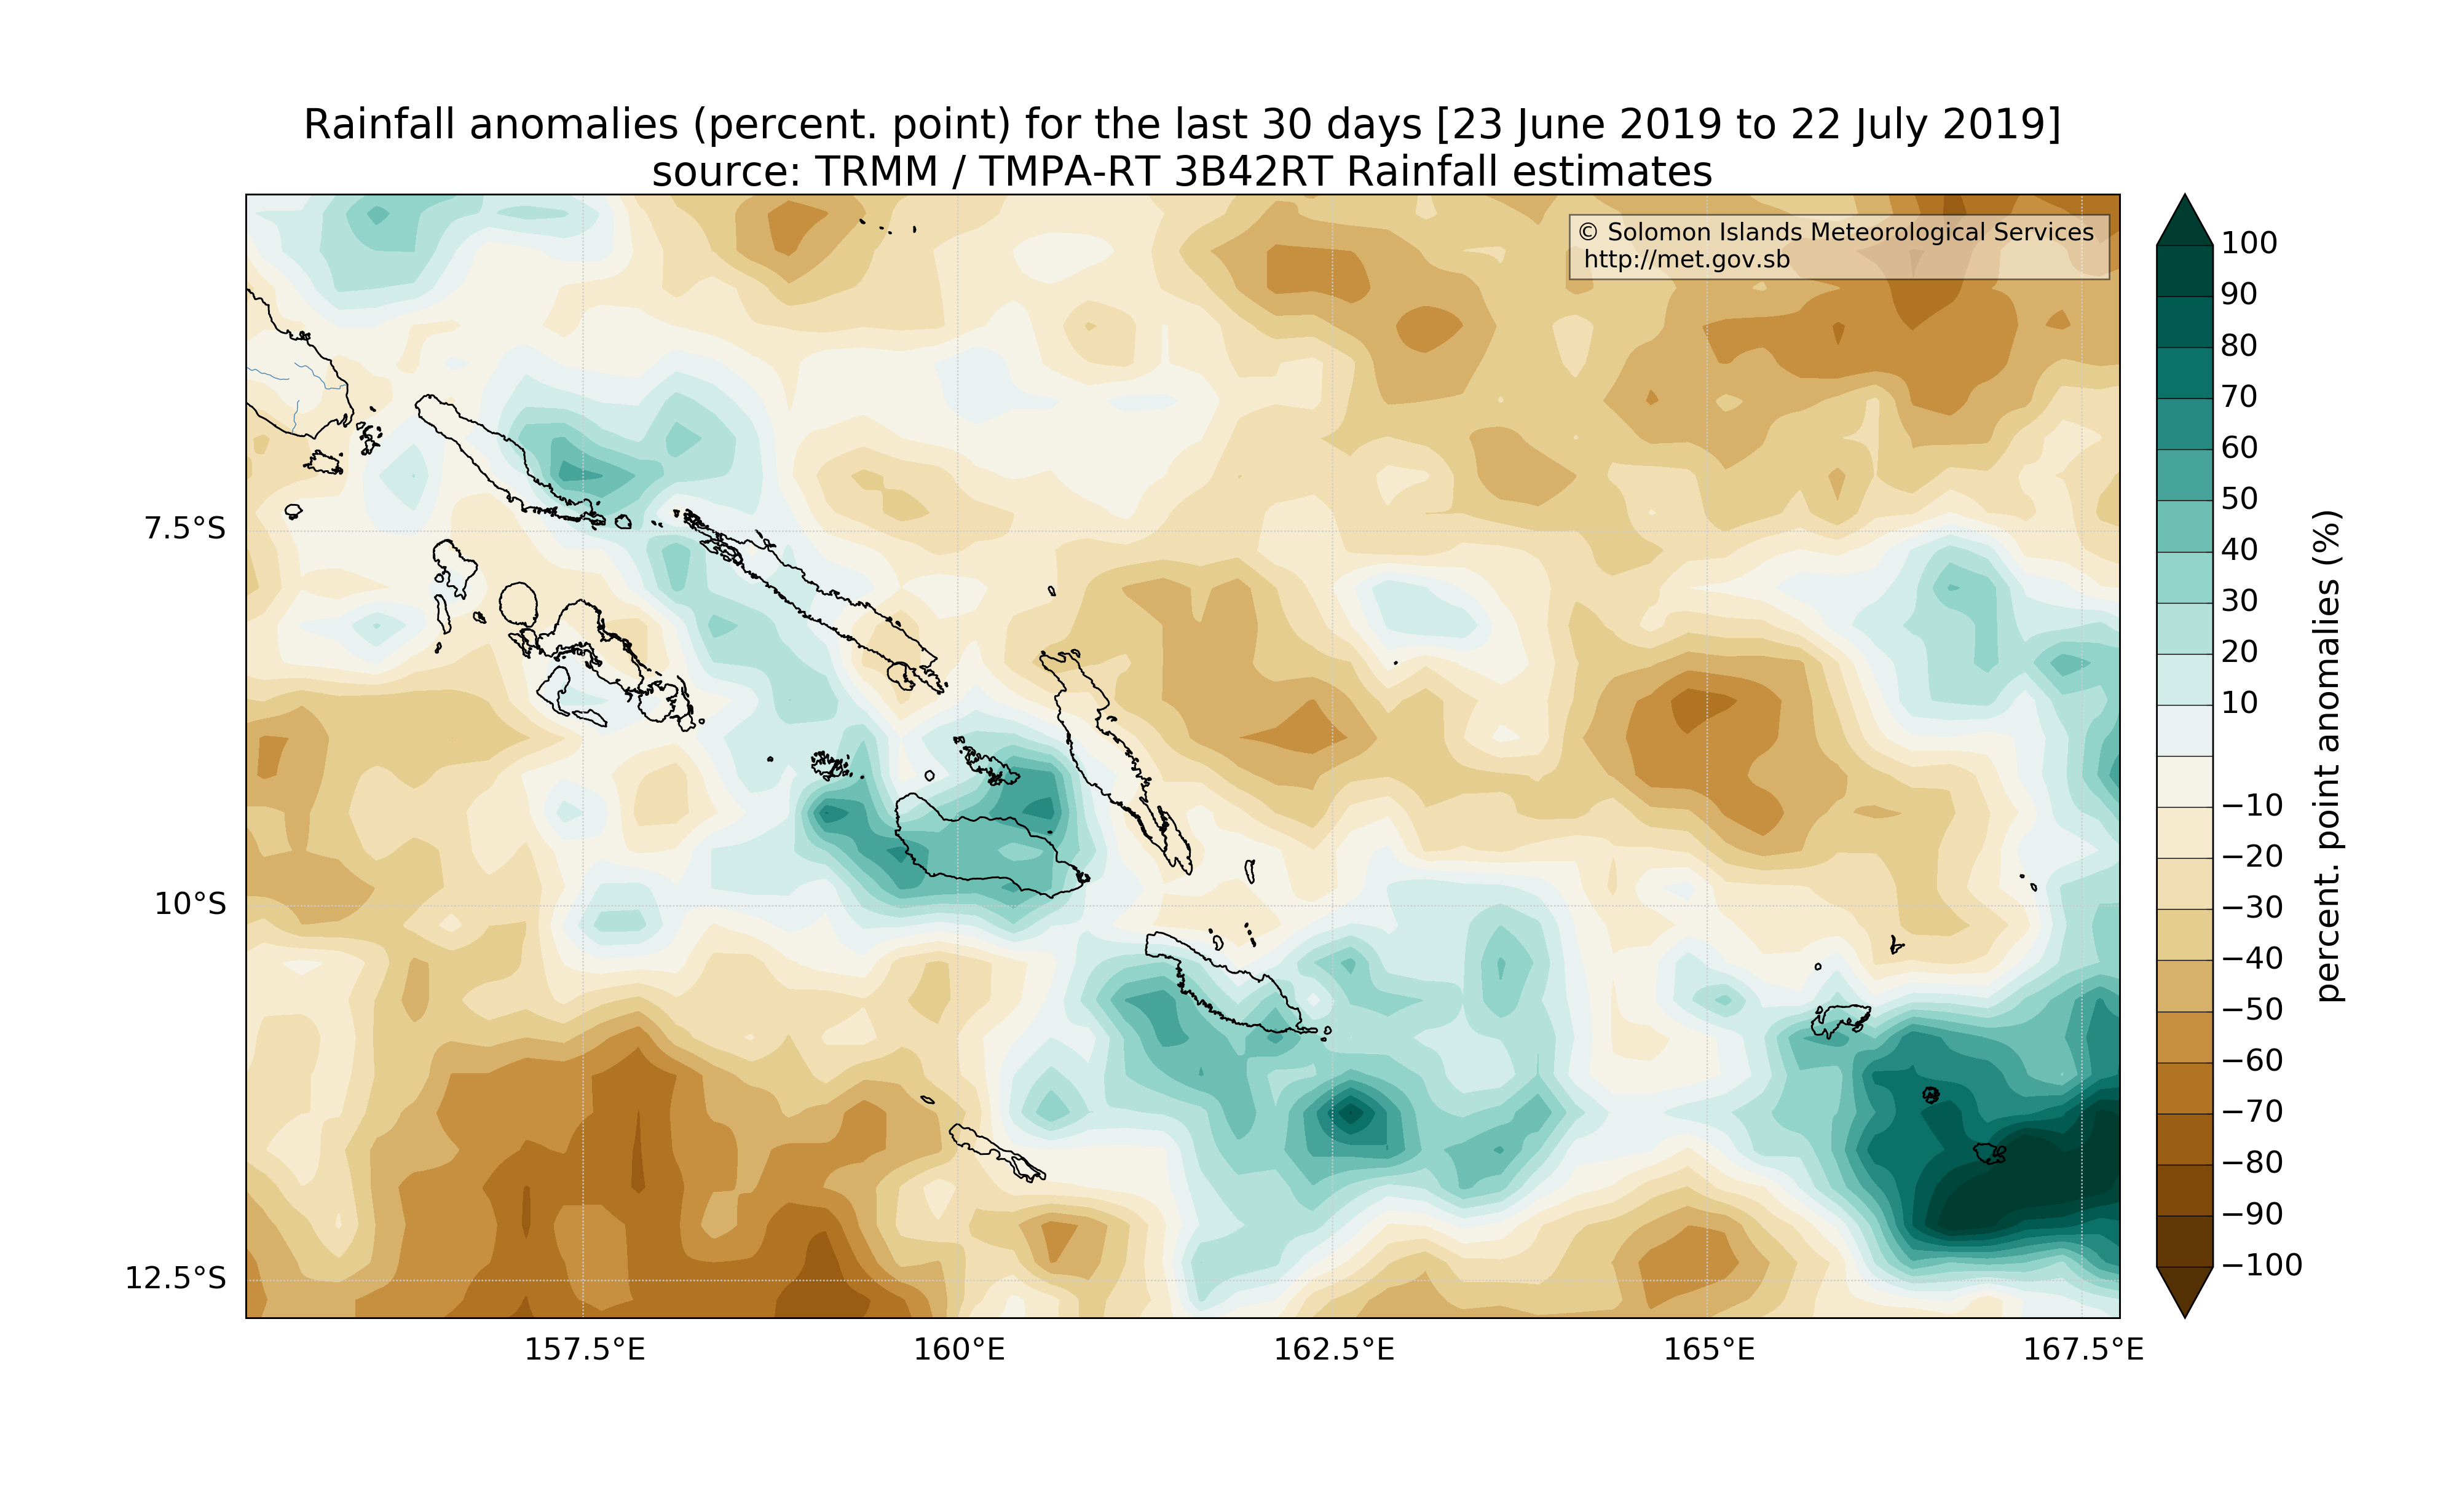 Rainfall anomalies (percent. point) for the last 30 days [23 June 2019 to 22 July 2019]
source: TRMM / TMPA-RT 3B42RT Rainfall estimates
© Solomon Islands Meteorological Services
http://met.gov.sb
7.5°S
10°S
12.5°S
157.5°E
160°E
162.5°E
165°E
167.5°E
100
90
80
70
60
50
40
30
20
10
−10
−20
−30
−40
−50
−60
−70
−80
−90
−100
percent. point anomalies (%)